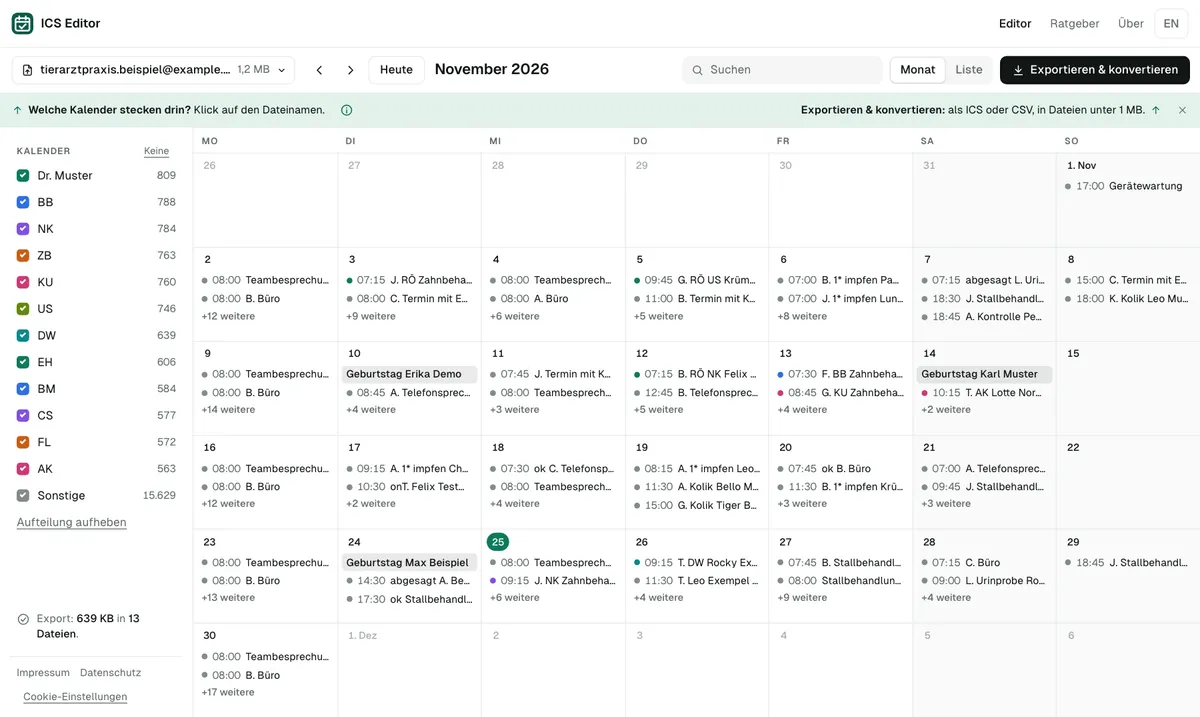 ICS Editor
Editor Ratgeber Über EN
tierarztpraxis.beispiel@example.... 1,2 MB
Heute November 2026
Suchen
Monat Liste
Exportieren & konvertieren
↑ Welche Kalender stecken drin? Klick auf den Dateinamen.
Exportieren & konvertieren: als ICS oder CSV, in Dateien unter 1 MB. ↑
KALENDER Keine
Dr. Muster 809
BB 788
NK 784
ZB 763
KU 760
US 746
DW 639
EH 606
BM 584
CS 577
FL 572
AK 563
Sonstige 15.629
Aufteilung aufheben
Export: 639 KB in 13
Dateien.
Impressum Datenschutz
Cookie-Einstellungen
MO DI MI DO FR SA SO
26 27 28 29 30 31 1. Nov
17:00 Gerätewartung
2
08:00 Teambesprechu...
08:00 B. Büro
+12 weitere
3
07:15 J. RÖ Zahnbeha...
08:00 C. Termin mit E...
+9 weitere
4
08:00 Teambesprech...
08:00 A. Büro
+6 weitere
5
09:45 G. RÖ US Krüm...
11:00 B. Termin mit K...
+5 weitere
6
07:00 B. 1* impfen Pa...
07:00 J. 1* impfen Lun...
+8 weitere
7
07:15 abgesagt L. Uri...
18:30 J. Stallbehandl...
18:45 A. Kontrolle Pe...
8
15:00 C. Termin mit E...
18:00 K. Kolik Leo Mu...
9
08:00 Teambesprechu...
08:00 B. Büro
+14 weitere
10
Geburtstag Erika Demo
08:45 A. Telefonsprec...
+4 weitere
11
07:45 J. Termin mit K...
08:00 Teambesprech...
+3 weitere
12
07:15 B. RÖ NK Felix ...
12:45 B. Telefonsprec...
+5 weitere
13
07:30 F. BB Zahnbeha...
08:45 G. KU Zahnbeha...
+4 weitere
14
Geburtstag Karl Muster
10:15 T. AK Lotte Nor...
+2 weitere
15
16
08:00 Teambesprechu...
08:00 B. Büro
+12 weitere
17
09:15 A. 1* impfen Ch...
10:30 onT. Felix Test...
+2 weitere
18
07:30 ok C. Telefonsp...
08:00 Teambesprech...
+4 weitere
19
08:15 A. 1* impfen Leo...
11:30 A. Kolik Bello M...
15:00 G. Kolik Tiger B...
20
07:45 ok B. Büro
11:30 B. 1* impfen Krü...
+3 weitere
21
07:00 A. Telefonsprec...
09:45 J. Stallbehandl...
+3 weitere
22
23
08:00 Teambesprechu...
08:00 B. Büro
+13 weitere
24
Geburtstag Max Beispiel
14:30 abgesagt A. Be...
17:30 ok Stallbehandl...
25
08:00 Teambesprech...
09:15 J. NK Zahnbeha...
+6 weitere
26
09:15 T. DW Rocky Ex...
11:30 T. Leo Exempel ...
+4 weitere
27
07:45 B. Stallbehandl...
08:00 Stallbehandlun...
+9 weitere
28
07:15 C. Büro
09:00 L. Urinprobe Ro...
+4 weitere
29
18:45 J. Stallbehandl...
30
08:00 Teambesprechu...
08:00 B. Büro
+17 weitere
1. Dez 2 3 4 5 6